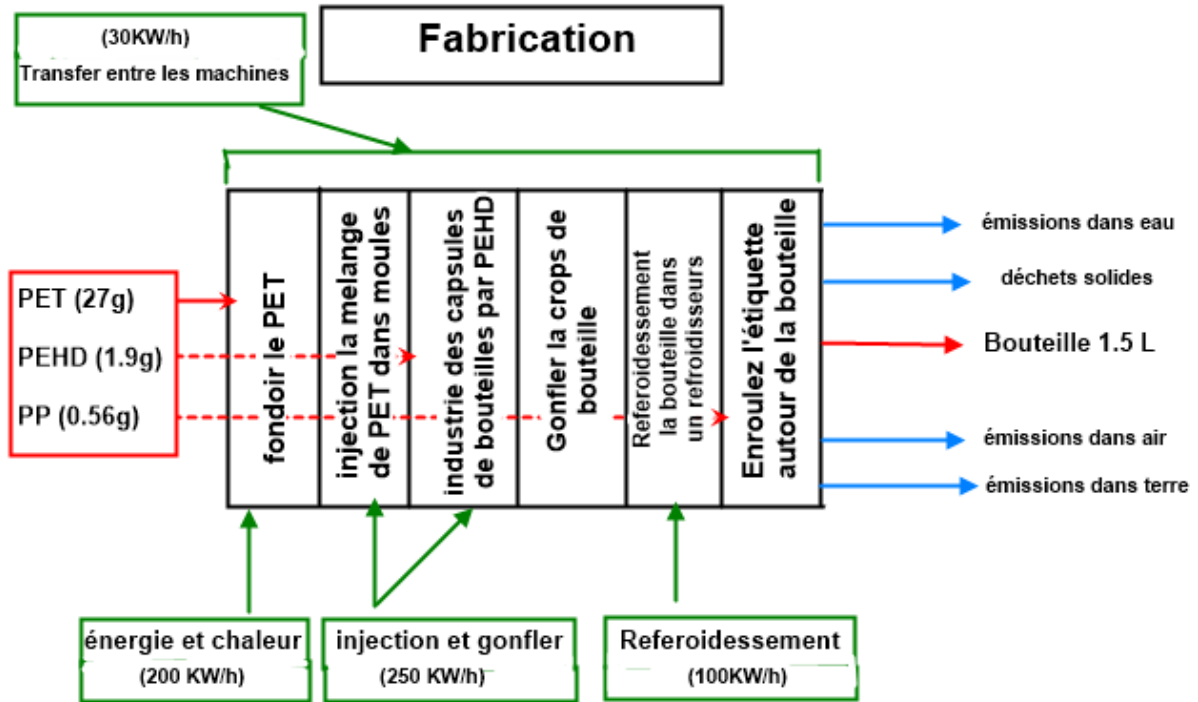 (30KW/h)
Transfer entre les machines
Fabrication
PET (27g)
PEHD (1.9g)
PP (0.56g)
fondoir le PET
injection la melange
de PET dans moules
industrie des capsules
de bouteilles par PEHD
Gonfler la crops de
bouteille
Referoidessement
la bouteille dans
un refroidisseurs
Enroulez l'étiquette
autour de la bouteille
émissions dans eau
déchets solides
Bouteille 1.5 L
émissions dans air
émissions dans terre
énergie et chaleur
(200 KW/h)
injection et gonfler
(250 KW/h)
Referoidessement
(100KW/h)